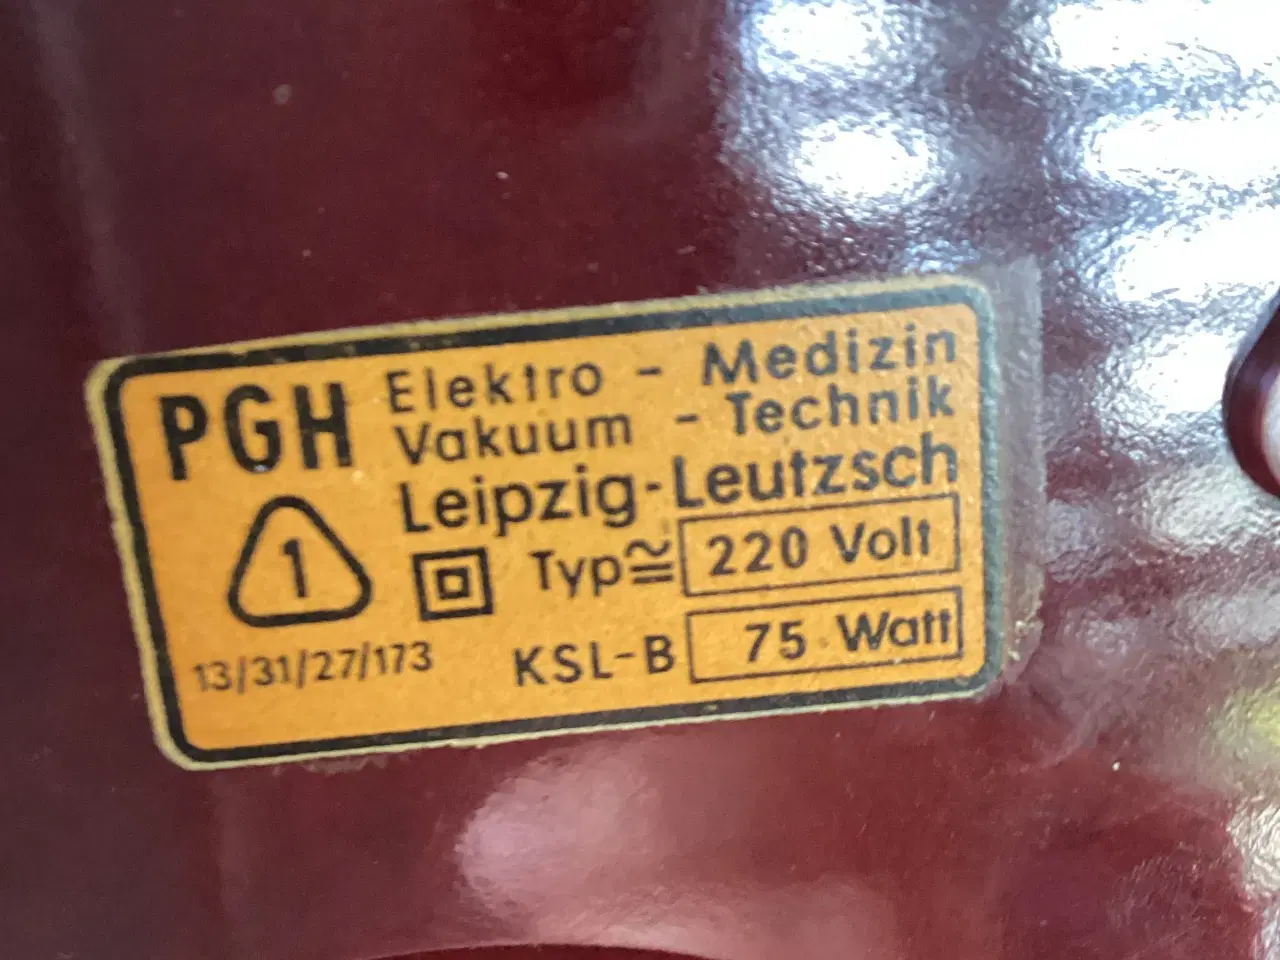 PGH Elektro - Medizin
Vakuum - Technik
Leipzig-Leutzsch
1 Typ≅ 220 Volt
13/31/27/173 KSL-B 75 Watt